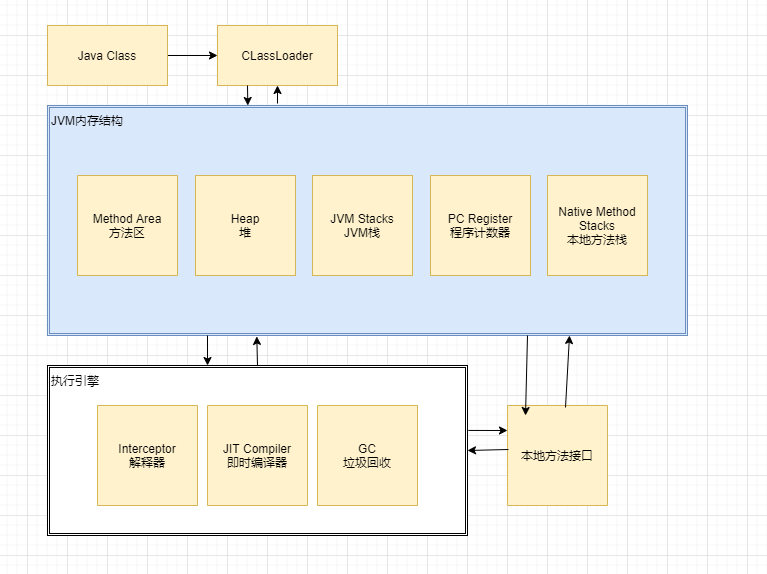 Java Class
CLassLoader
JVM内存结构
Method Area
方法区
Heap
堆
JVM Stacks
JVM栈
PC Register
程序计数器
Native Method
Stacks
本地方法栈
执行引擎
Interceptor
解释器
JIT Compiler
即时编译器
GC
垃圾回收
本地方法接口